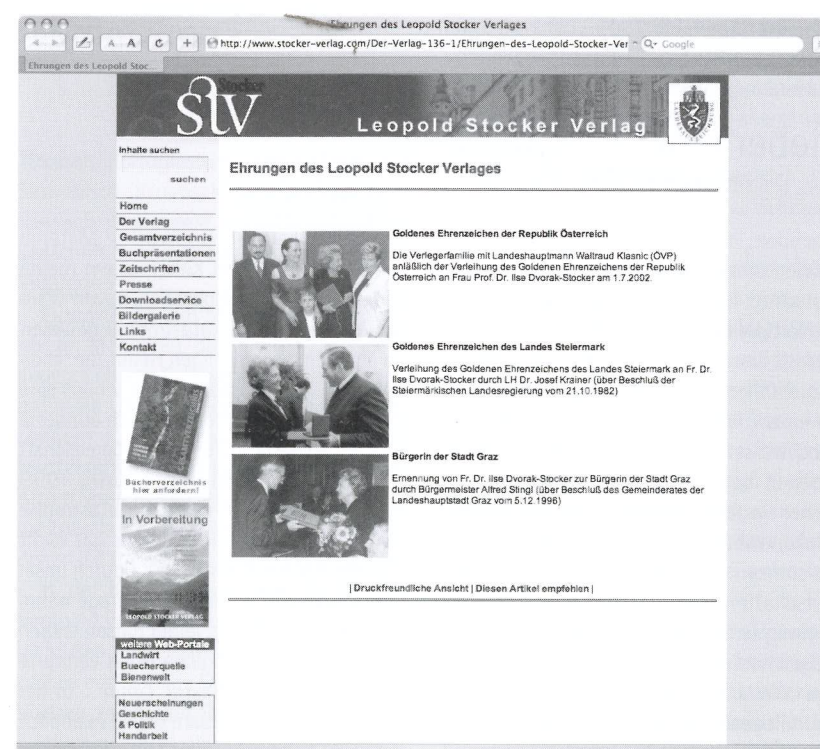 Ehrungen des Leopold Stocker Verlages
A A C +
http://www.stocker-verlag.com/Der-Verlag-136-1/Ehrungen-des-Leopold-Stocker-Ver
Google
Ehrungen des Leopold Stoc...
Stocker
stv
Leopold Stocker Verlag
Inhalte suchen
suchen
Home
Der Verlag
Gesamtverzeichnis
Buchpräsentationen
Zeitschriften
Presse
Downloadservice
Bildergalerie
Links
Kontakt
Bücherverzeichnis
hier anfordern!
In Vorbereitung
LEOPOLD STOCKER VERLAG
weitere Web-Portale
Landwirt
Buecherquelle
Bienenwelt
Neuerscheinungen
Geschichte
& Politik
Handarbeit
Ehrungen des Leopold Stocker Verlages
Goldenes Ehrenzeichen der Republik Österreich
Die Verlegerfamilie mit Landeshauptmann Waltraud Klasnic (ÖVP)
anläßlich der Verleihung des Goldenen Ehrenzeichens der Republik
Österreich an Frau Prof. Dr. Ilse Dvorak-Stocker am 1.7.2002.
Goldenes Ehrenzeichen des Landes Steiermark
Verleihung des Goldenen Ehrenzeichens des Landes Steiermark an Fr. Dr.
Ilse Dvorak-Stocker durch LH Dr. Josef Krainer (über Beschluß der
Steiermärkischen Landesregierung vom 21.10.1982)
Bürgerin der Stadt Graz
Ernennung von Fr. Dr. Ilse Dvorak-Stocker zur Bürgerin der Stadt Graz
durch Bürgermeister Alfred Stingl (über Beschluß des Gemeinderates der
Landeshauptstadt Graz vom 5.12.1996)
| Druckfreundliche Ansicht | Diesen Artikel empfehlen |